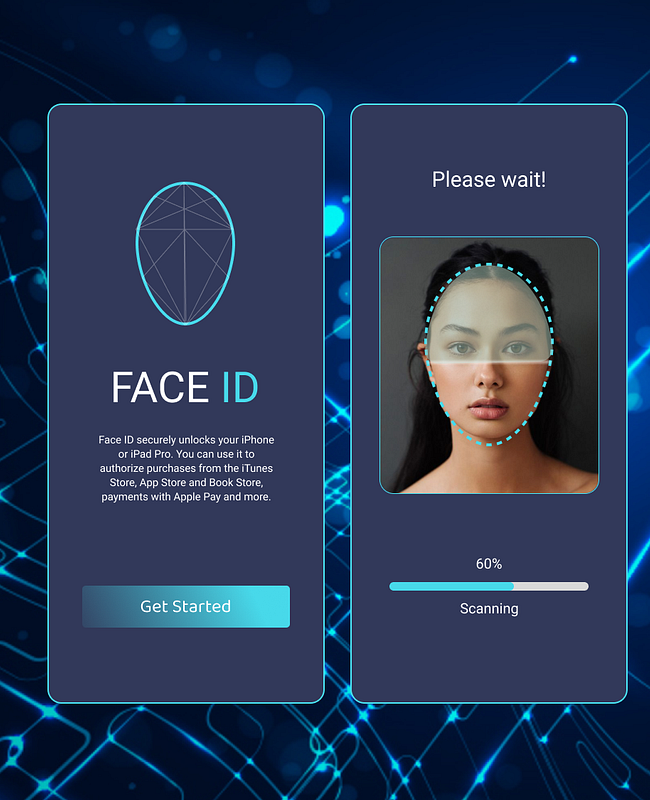 FACE ID
Face ID securely unlocks your iPhone
or iPad Pro. You can use it to
authorize purchases from the iTunes
Store, App Store and Book Store,
payments with Apple Pay and more.
Get Started
Please wait!
60%
Scanning